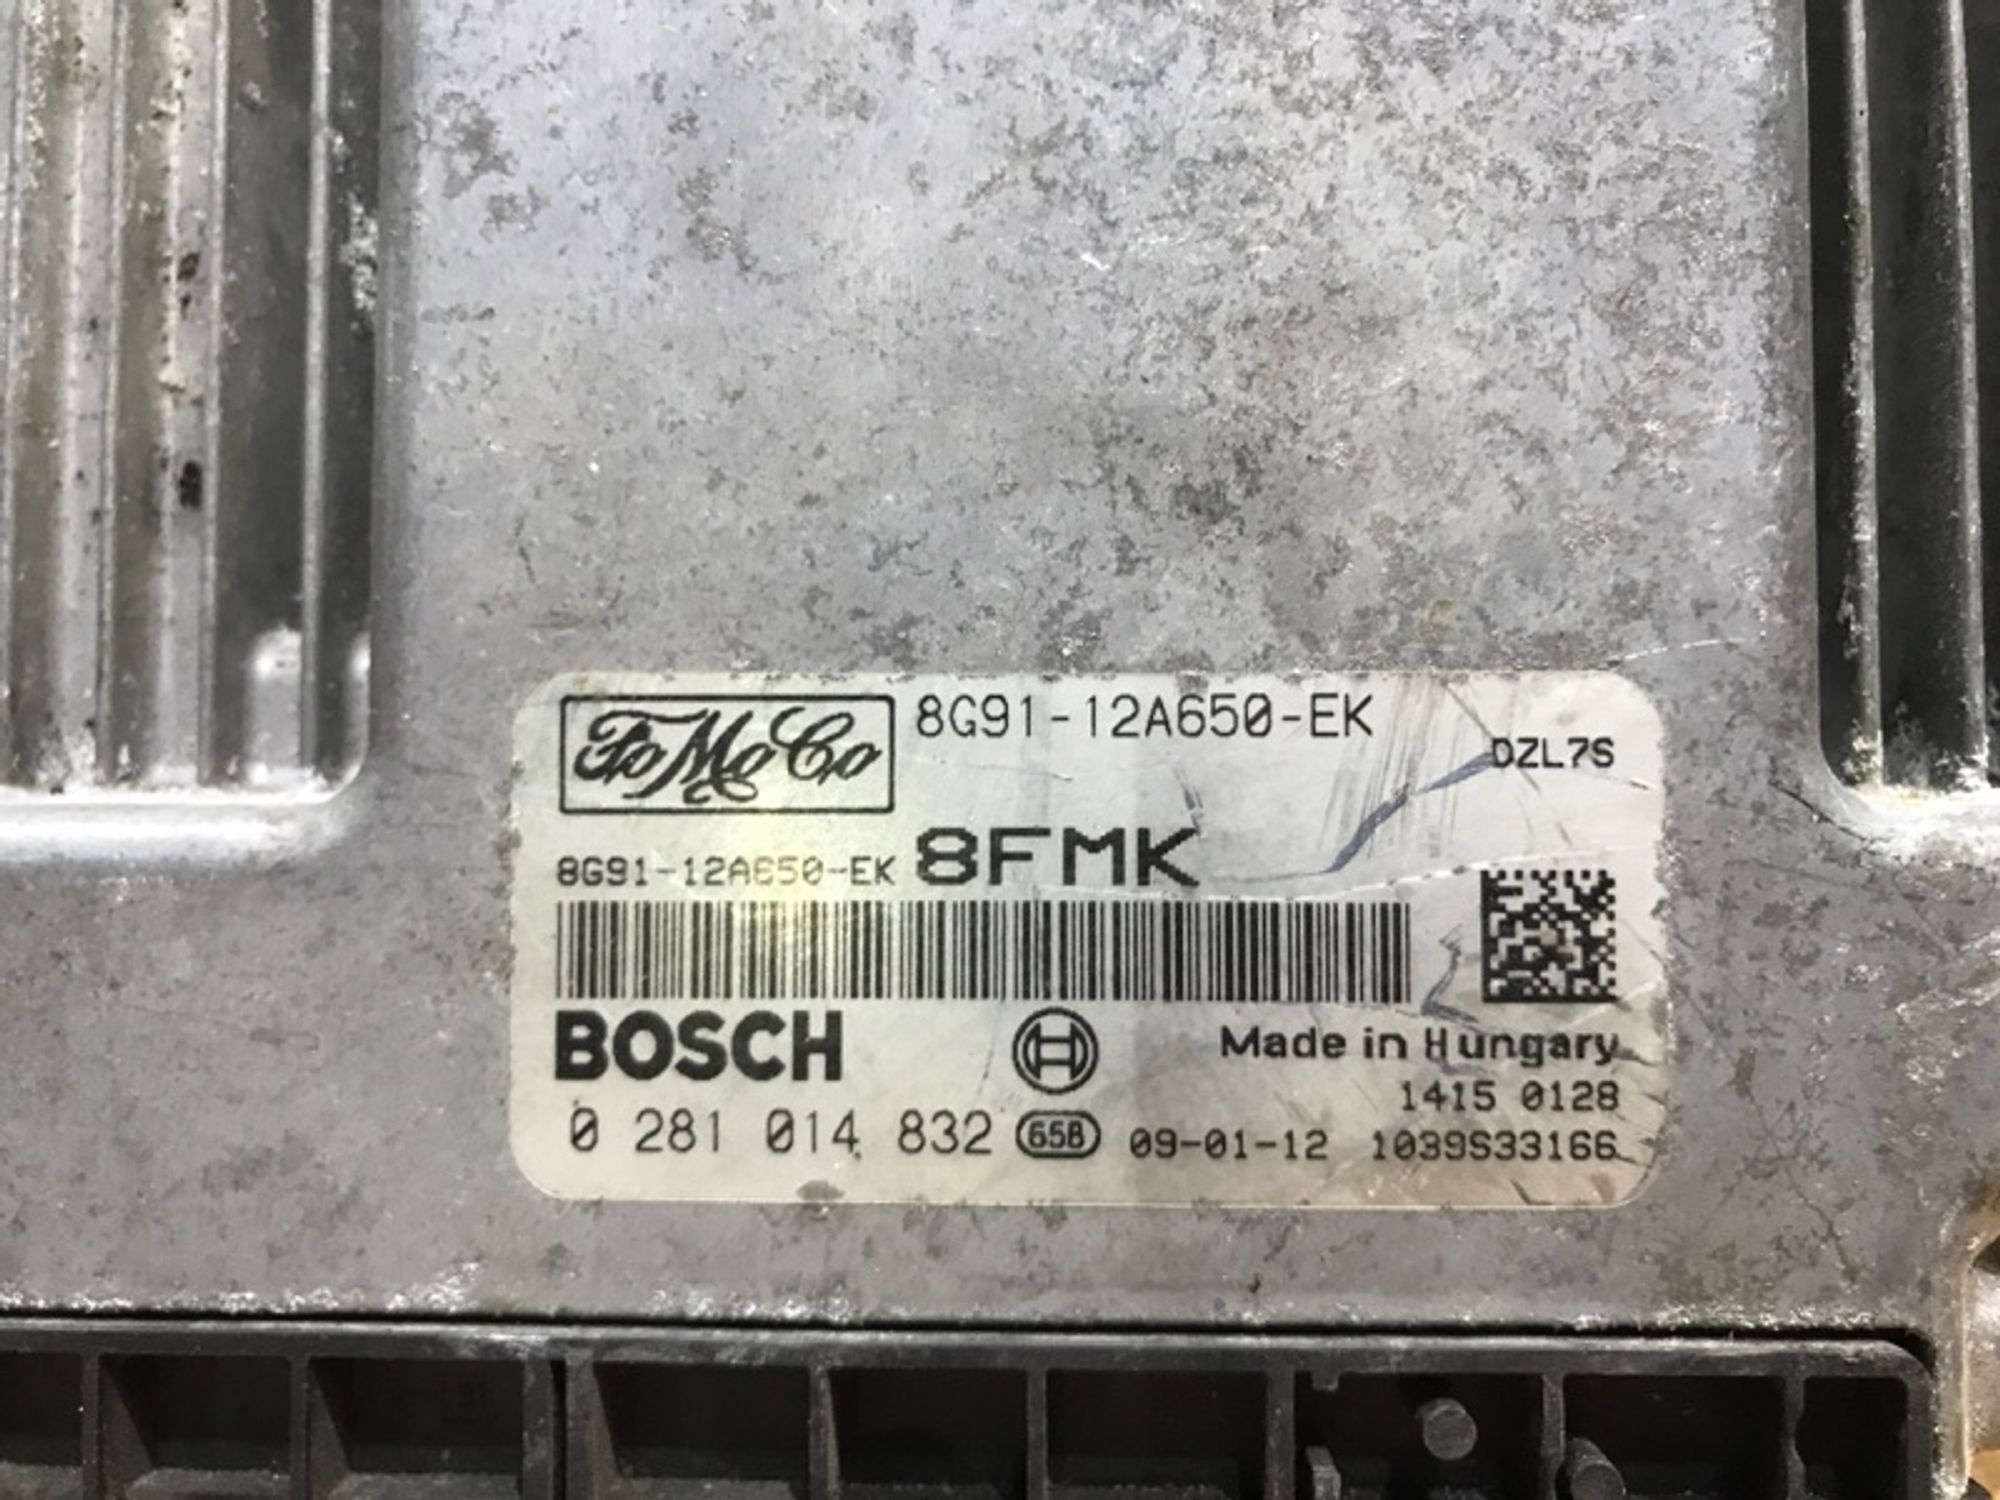 FoMoCo 8G91-12A650-EK
DZL7S
8G91-12A650-EK 8FMK
BOSCH
Made in Hungary
1415 0128
0 281 014 832 65B 09-01-12 1039S33166